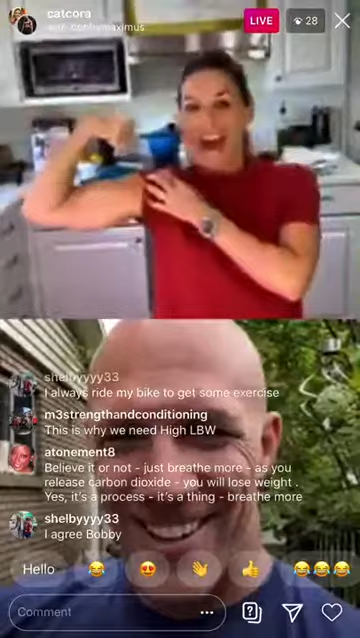 catcora
LIVE
28
shelbyyyy33
I always ride my bike to get some exercise
m3strengthandconditioning
This is why we need High LBW
atonement8
Believe it or not - just breathe more - as you
release carbon dioxide - you will lose weight .
Yes, it's a process - it's a thing - breathe more
shelbyyyy33
I agree Bobby
Hello
Comment